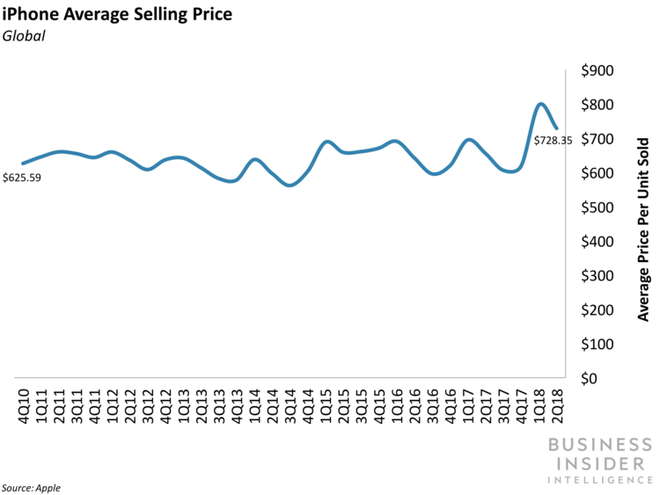 iPhone Average Selling Price
Global
$900
$800
$700
$600
$500
$400
$300
$200
$100
$0
Average Price Per Unit Sold
$625.59
$728.35
4Q10
1Q11
2Q11
3Q11
4Q11
1Q12
2Q12
3Q12
4Q12
1Q13
2Q13
3Q13
4Q13
1Q14
2Q14
3Q14
4Q14
1Q15
2Q15
3Q15
4Q15
1Q16
2Q16
3Q16
4Q16
1Q17
2Q17
3Q17
4Q17
1Q18
2Q18
BUSINESS
INSIDER
INTELLIGENCE
Source: Apple